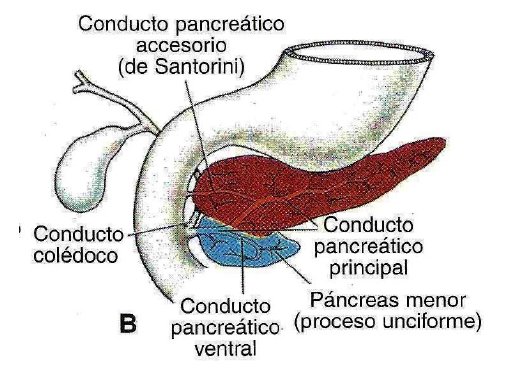 Conducto pancreático
accesorio
(de Santorini)
Conducto
colédoco
Conducto
pancreático
principal
B
Conducto
pancreático
ventral
Páncreas menor
(proceso unciforme)